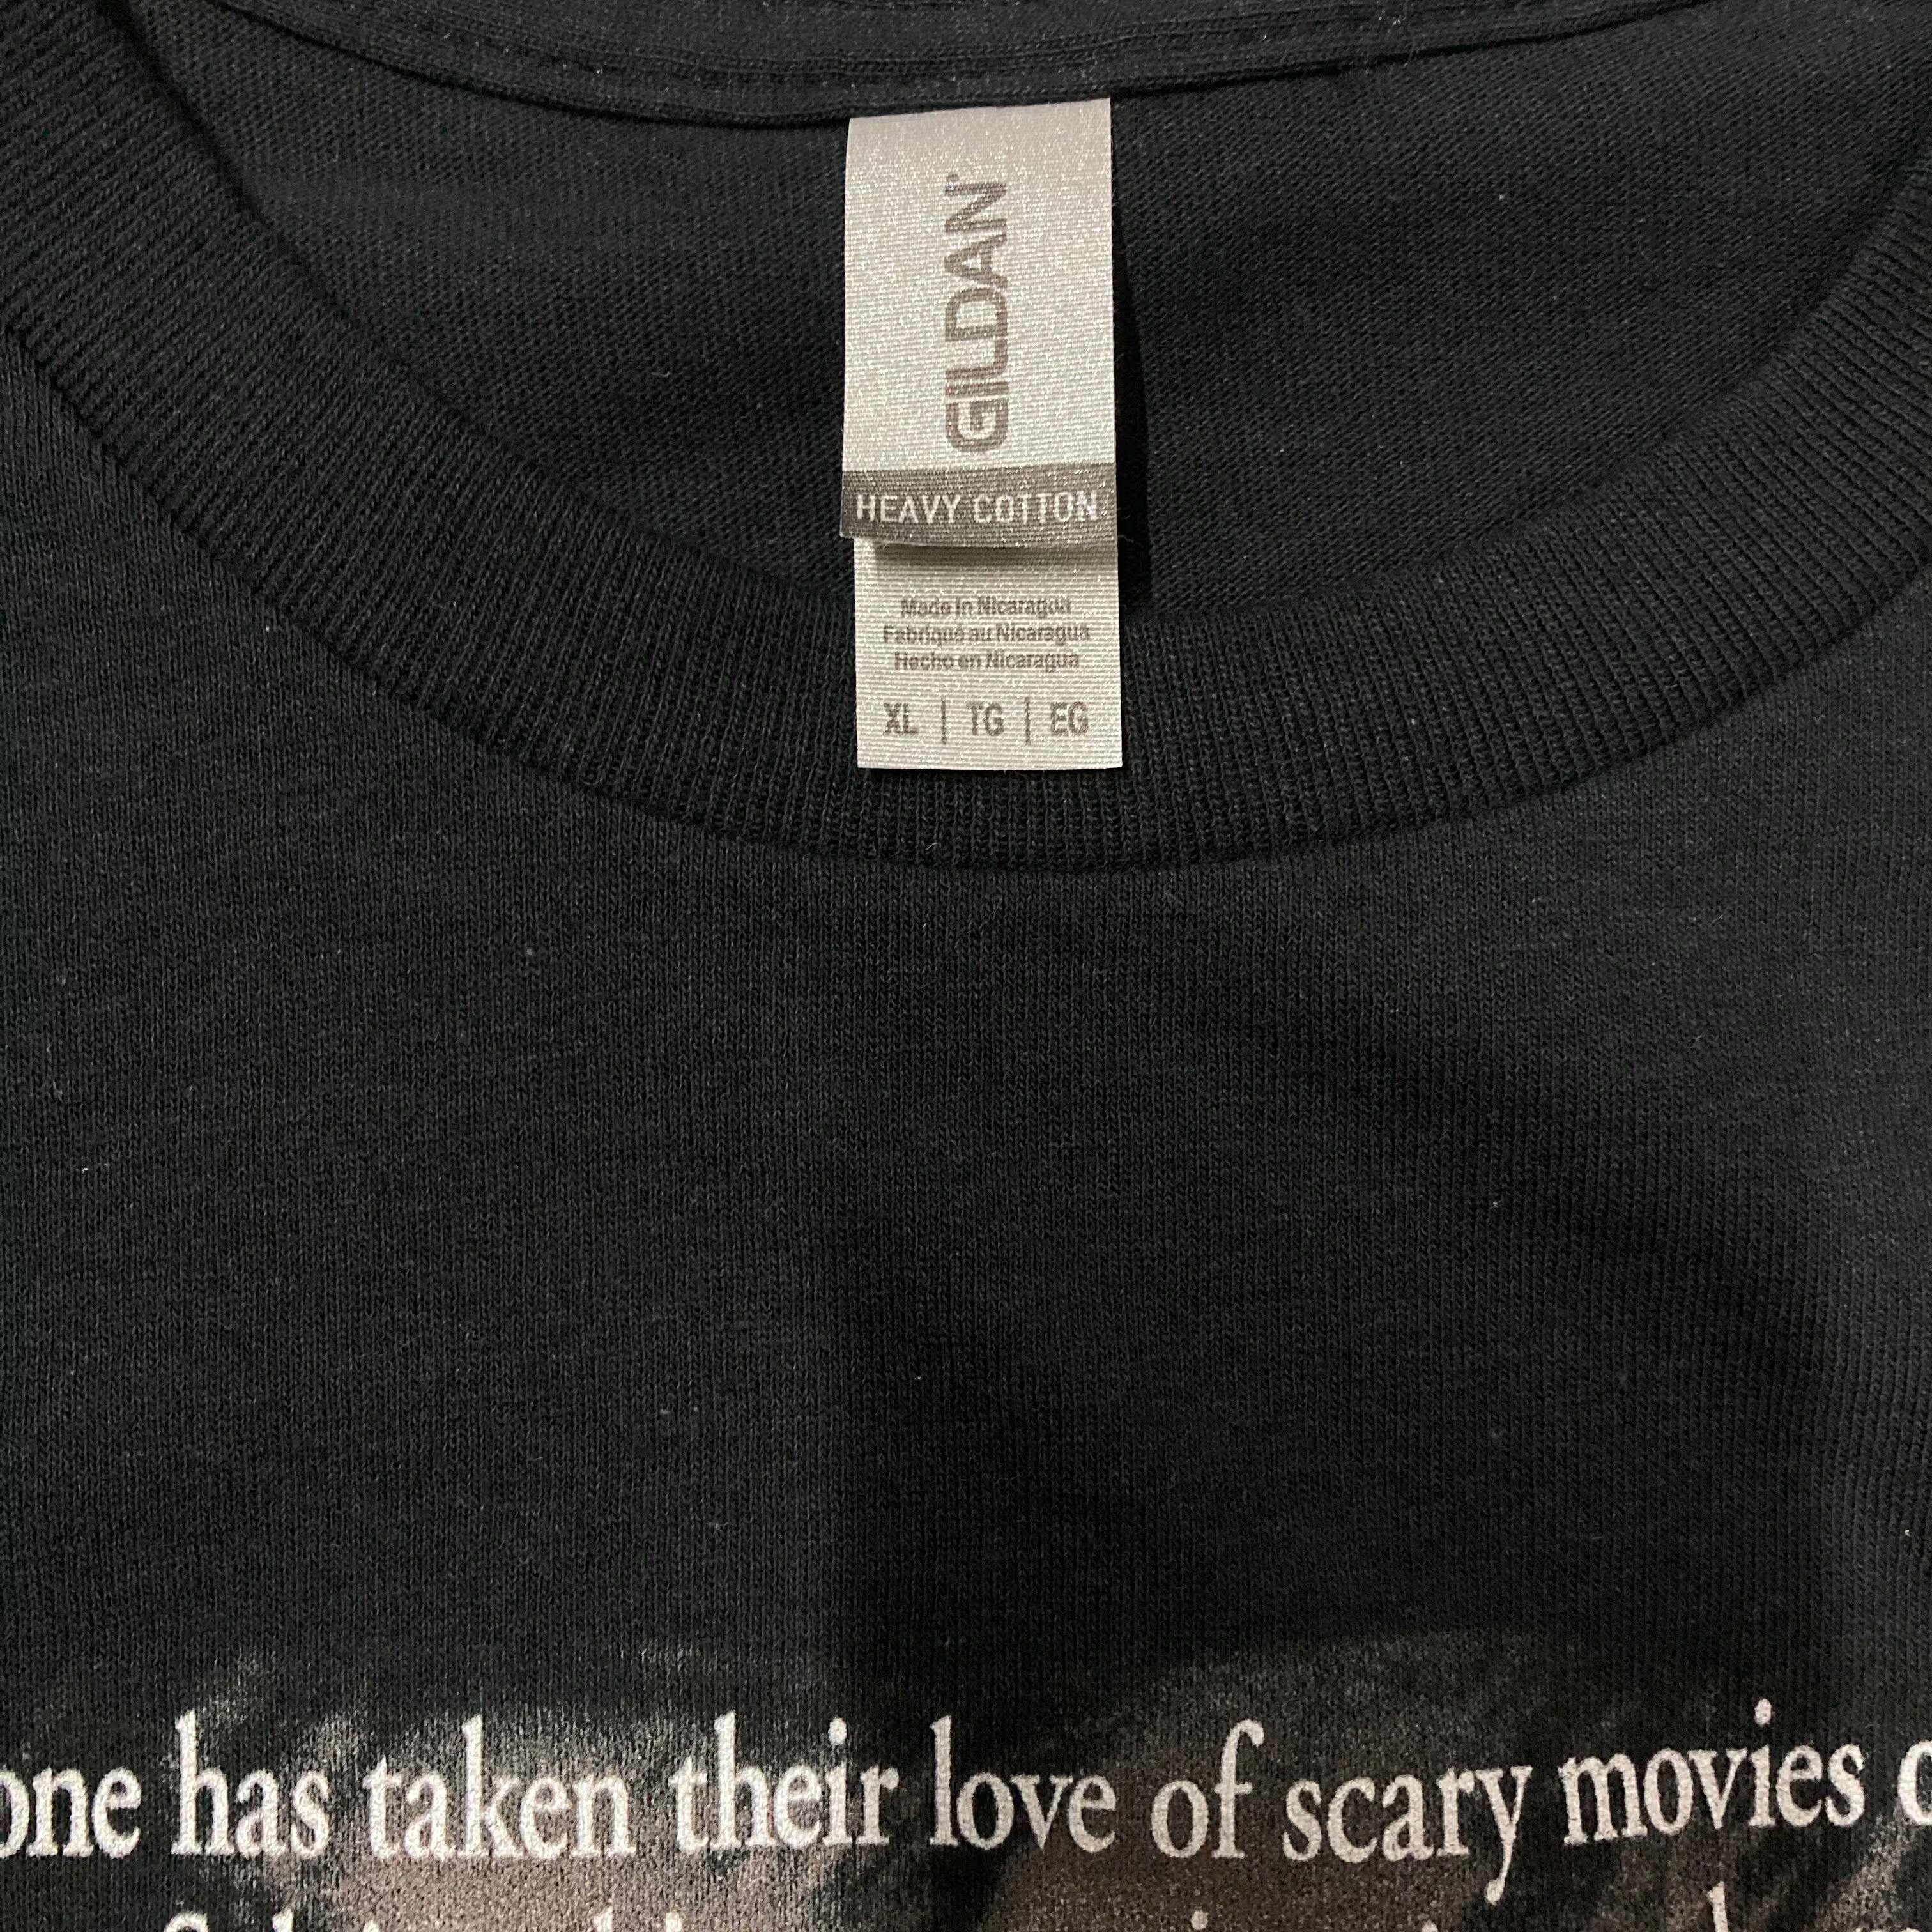 GILDAN
HEAVY COTTON
Made in Nicaragua
Fabriqué au Nicaragua
Hecho en Nicaragua
XL | TG | EG
one has taken their love of scary movies